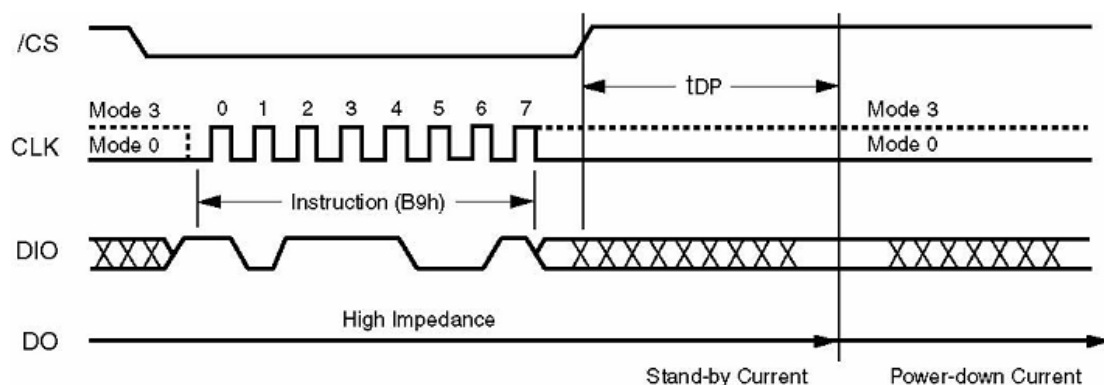 /CS
tDP
Mode 3 0 1 2 3 4 5 6 7 Mode 3
CLK Mode 0 Mode 0
Instruction (B9h)
DIO
High Impedance
DO
Stand-by Current Power-down Current